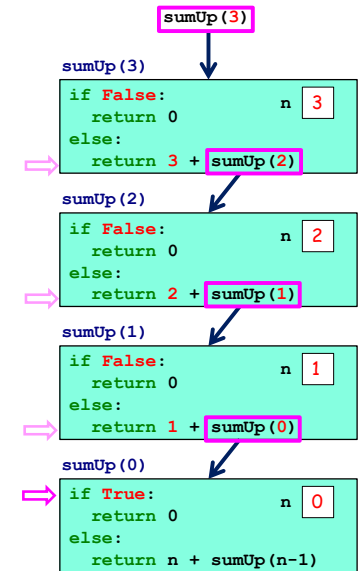 sumUp(3)
sumUp(3)
if False:
n 3
return 0
else:
return 3 + sumUp(2)
sumUp(2)
if False:
n 2
return 0
else:
return 2 + sumUp(1)
sumUp(1)
if False:
n 1
return 0
else:
return 1 + sumUp(0)
sumUp(0)
if True:
n 0
return 0
else:
return n + sumUp(n-1)